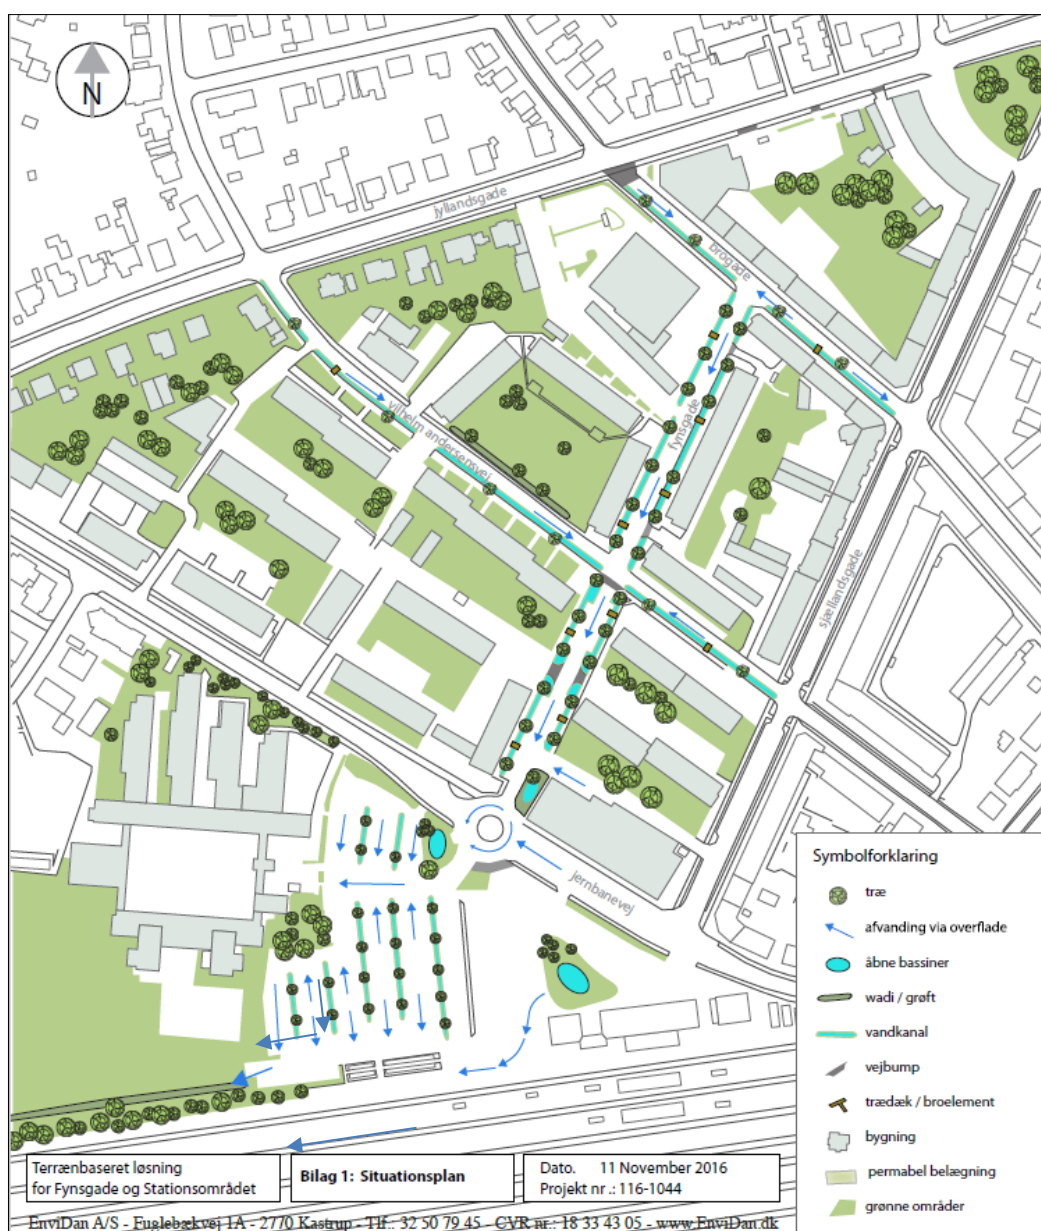 N
jyllandsgade
brogade
vilhelm andersensvej
fynsgade
sjællandsgade
jernbanevej
Symbolforklaring
træ
afvanding via overflade
åbne bassiner
wadi / grøft
vandkanal
vejbump
trædæk / broelement
bygning
permabel belægning
grønne områder
Terrænbaseret løsning
for Fynsgade og Stationsområdet
Bilag 1: Situationsplan
Dato. 11 November 2016
Projekt nr .: 116-1044
EnviDan A/S - Fuglebækvej 1A - 2770 Kastrup - Tlf.: 32 50 79 45 - CVR nr.: 18 33 43 05 - www.EnviDan.dk